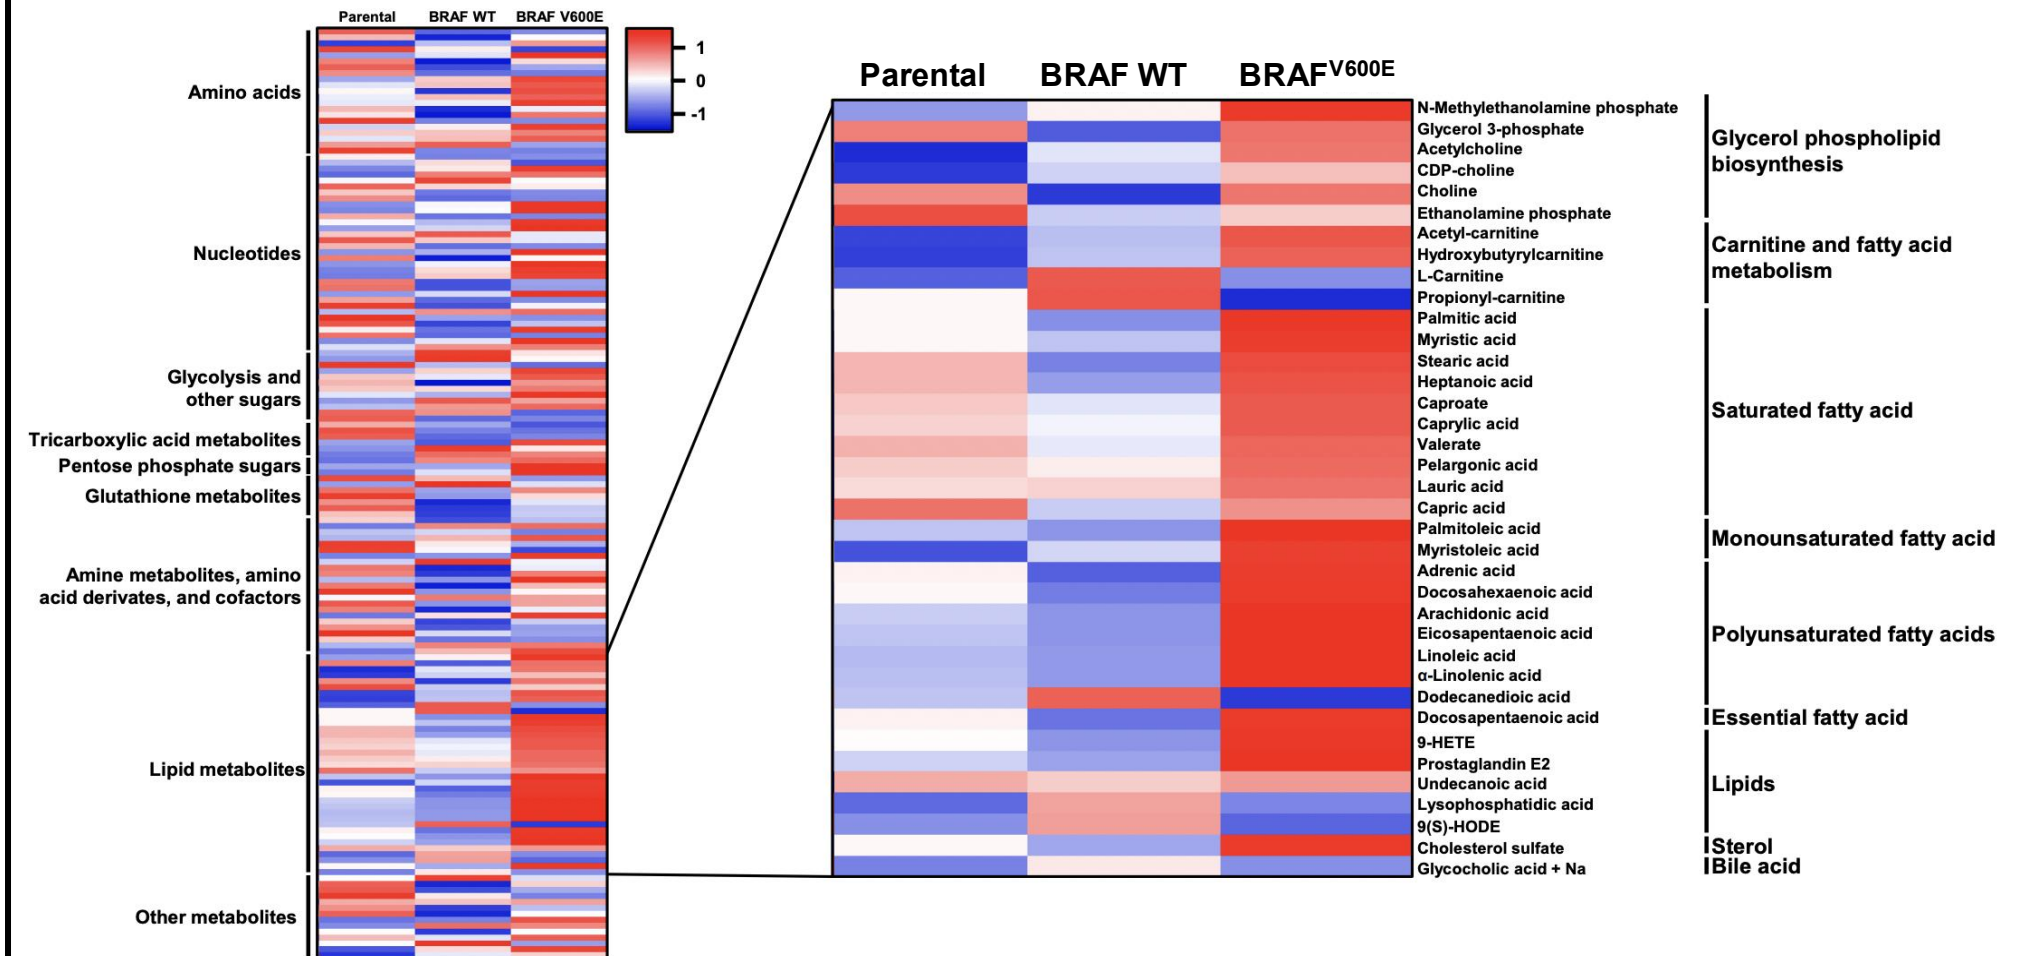 Parental BRAF WT BRAF V600E
1
0
-1
Amino acids
Nucleotides
Glycolysis and
other sugars
Tricarboxylic acid metabolites
Pentose phosphate sugars
Glutathione metabolites
Amine metabolites, amino
acid derivates, and cofactors
Lipid metabolites
Other metabolites
Parental BRAF WT BRAFV600E
N-Methylethanolamine phosphate
Glycerol 3-phosphate
Acetylcholine
CDP-choline
Choline
Ethanolamine phosphate
Acetyl-carnitine
Hydroxybutyrylcarnitine
L-Carnitine
Propionyl-carnitine
Palmitic acid
Myristic acid
Stearic acid
Heptanoic acid
Caproate
Caprylic acid
Valerate
Pelargonic acid
Lauric acid
Capric acid
Palmitoleic acid
Myristoleic acid
Adrenic acid
Docosahexaenoic acid
Arachidonic acid
Eicosapentaenoic acid
Linoleic acid
α-Linolenic acid
Dodecanedioic acid
Docosapentaenoic acid
9-HETE
Prostaglandin E2
Undecanoic acid
Lysophosphatidic acid
9(S)-HODE
Cholesterol sulfate
Glycocholic acid + Na
Glycerol phospholipid
biosynthesis
Carnitine and fatty acid
metabolism
Saturated fatty acid
Monounsaturated fatty acid
Polyunsaturated fatty acids
Essential fatty acid
Lipids
Sterol
Bile acid